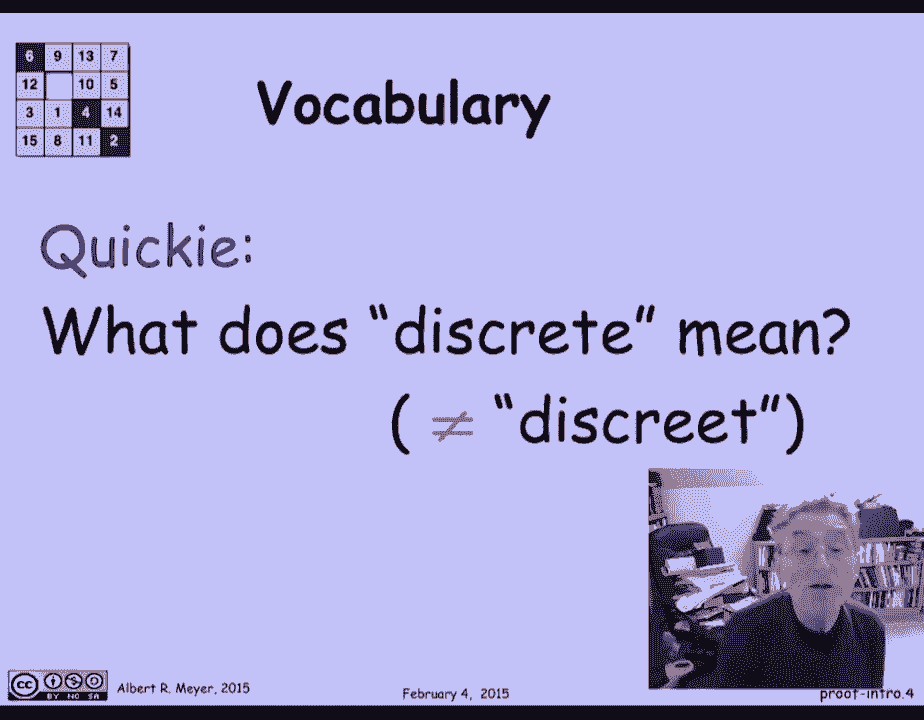 6 9 13 7
12 10 5
3 1 4 14
15 8 11 2
Vocabulary
Quickie:
What does “discrete” mean?
( ≠ “discreet”)
cc BY NC SA
Albert R. Meyer, 2015
February 4, 2015
proof-intro.4